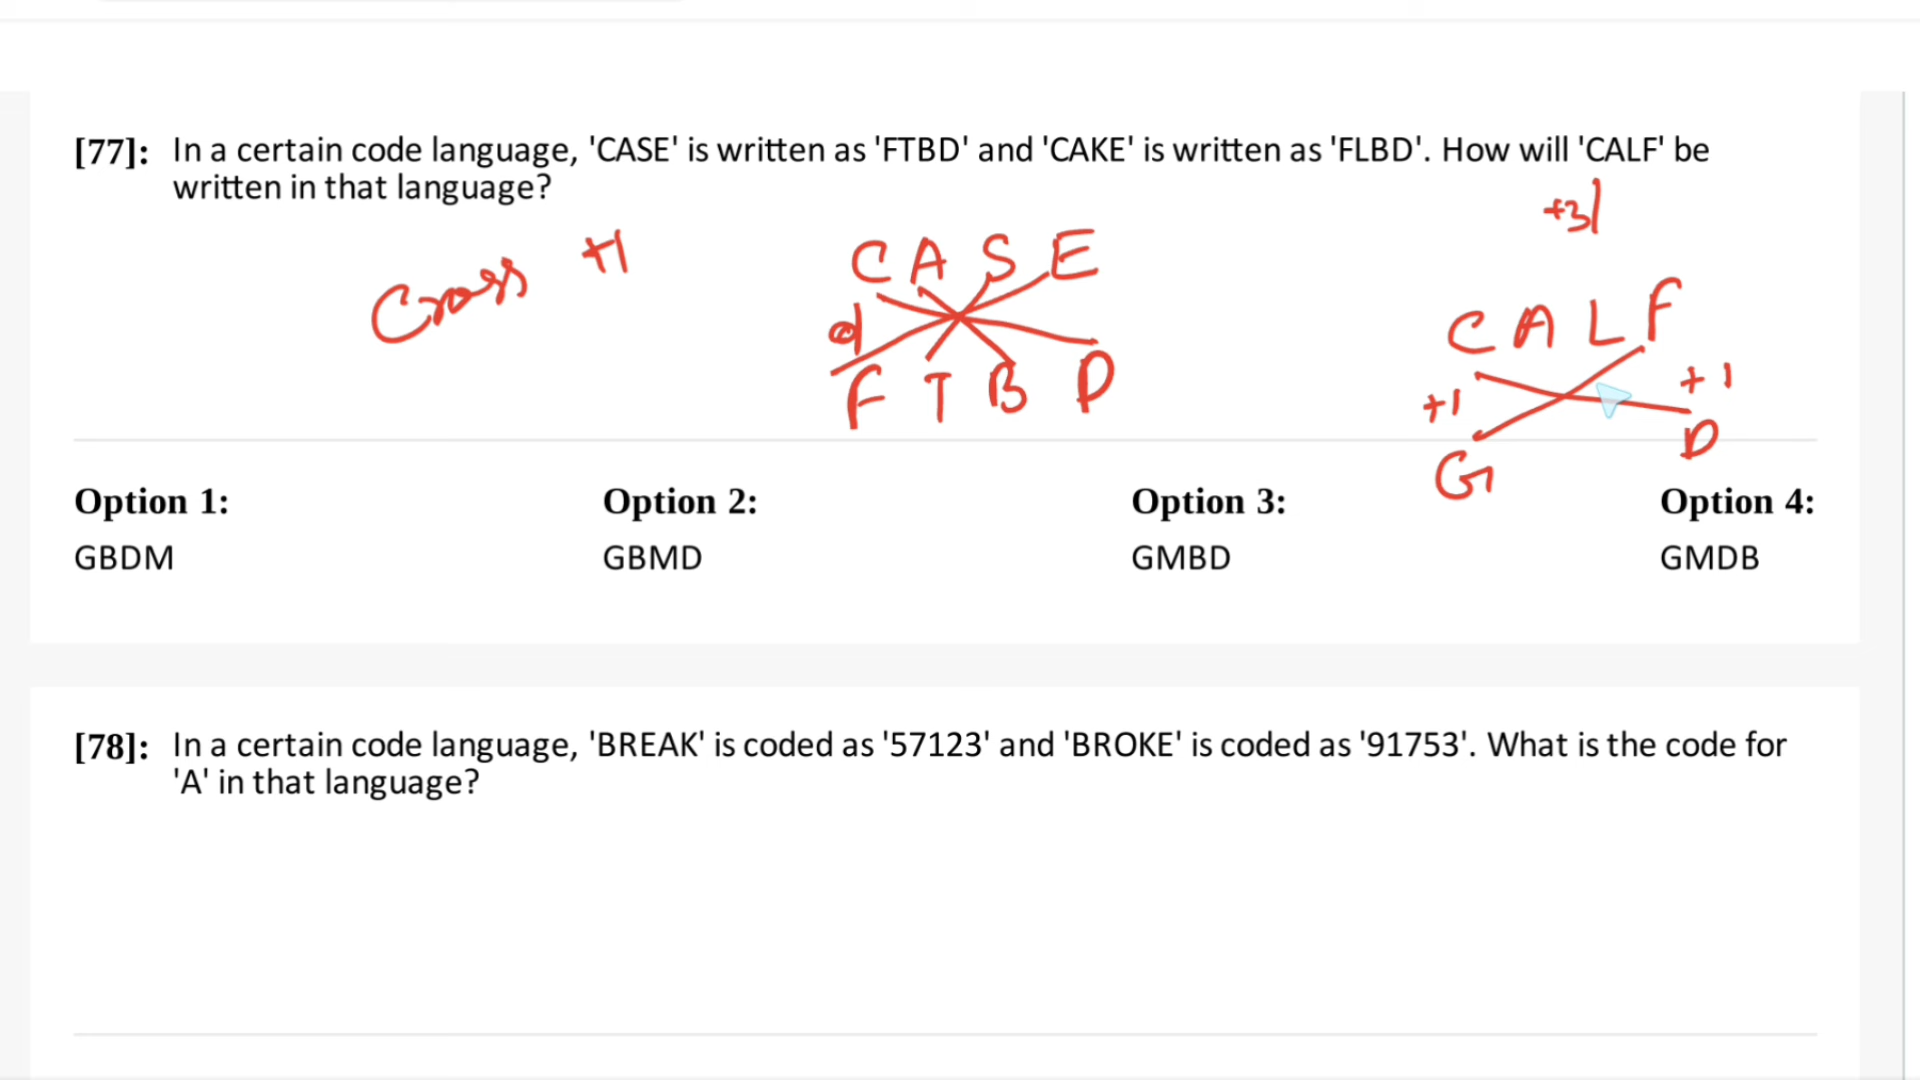 [77]: In a certain code language, 'CASE' is written as 'FTBD' and 'CAKE' is written as 'FLBD'. How will 'CALF' be
written in that language?
+3
Cross +1
C A S E
F T B D
C A L F
+1 +1
G D
Option 1: Option 2: Option 3: Option 4:
GBDM GBMD GMBD GMDB
[78]: In a certain code language, 'BREAK' is coded as '57123' and 'BROKE' is coded as '91753'. What is the code for
'A' in that language?